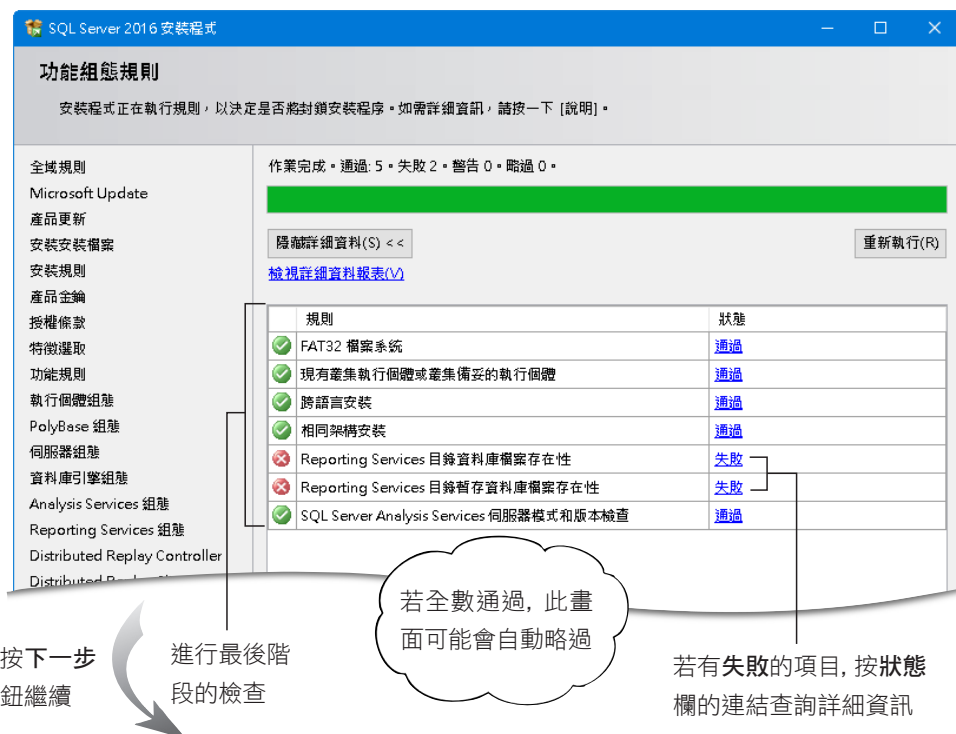 SQL Server 2016 安裝程式
功能組態規則
安裝程式正在執行規則，以決定是否將封鎖安裝程序。如需詳細資訊，請按一下 [說明]。
全域規則
Microsoft Update
產品更新
安裝安裝檔案
安裝規則
產品金鑰
授權條款
特徵選取
功能規則
執行個體組態
PolyBase 組態
伺服器組態
資料庫引擎組態
Analysis Services 組態
Reporting Services 組態
Distributed Replay Controller
Distributed
作業完成。通過: 5。失敗 2。警告 0。略過 0。
隱藏詳細資料(S) <<
重新執行(R)
檢視詳細資料報表(V)
規則 狀態
FAT32 檔案系統 通過
現有叢集執行個體或叢集備妥的執行個體 通過
跨語言安裝 通過
相同架構安裝 通過
Reporting Services 目錄資料庫檔案存在性 失敗
Reporting Services 目錄暫存資料庫檔案存在性 失敗
SQL Server Analysis Services 伺服器模式和版本檢查 通過
若全數通過, 此畫
面可能會自動略過
按下一步
鈕繼續
進行最後階
段的檢查
若有失敗的項目, 按狀態
欄的連結查詢詳細資訊